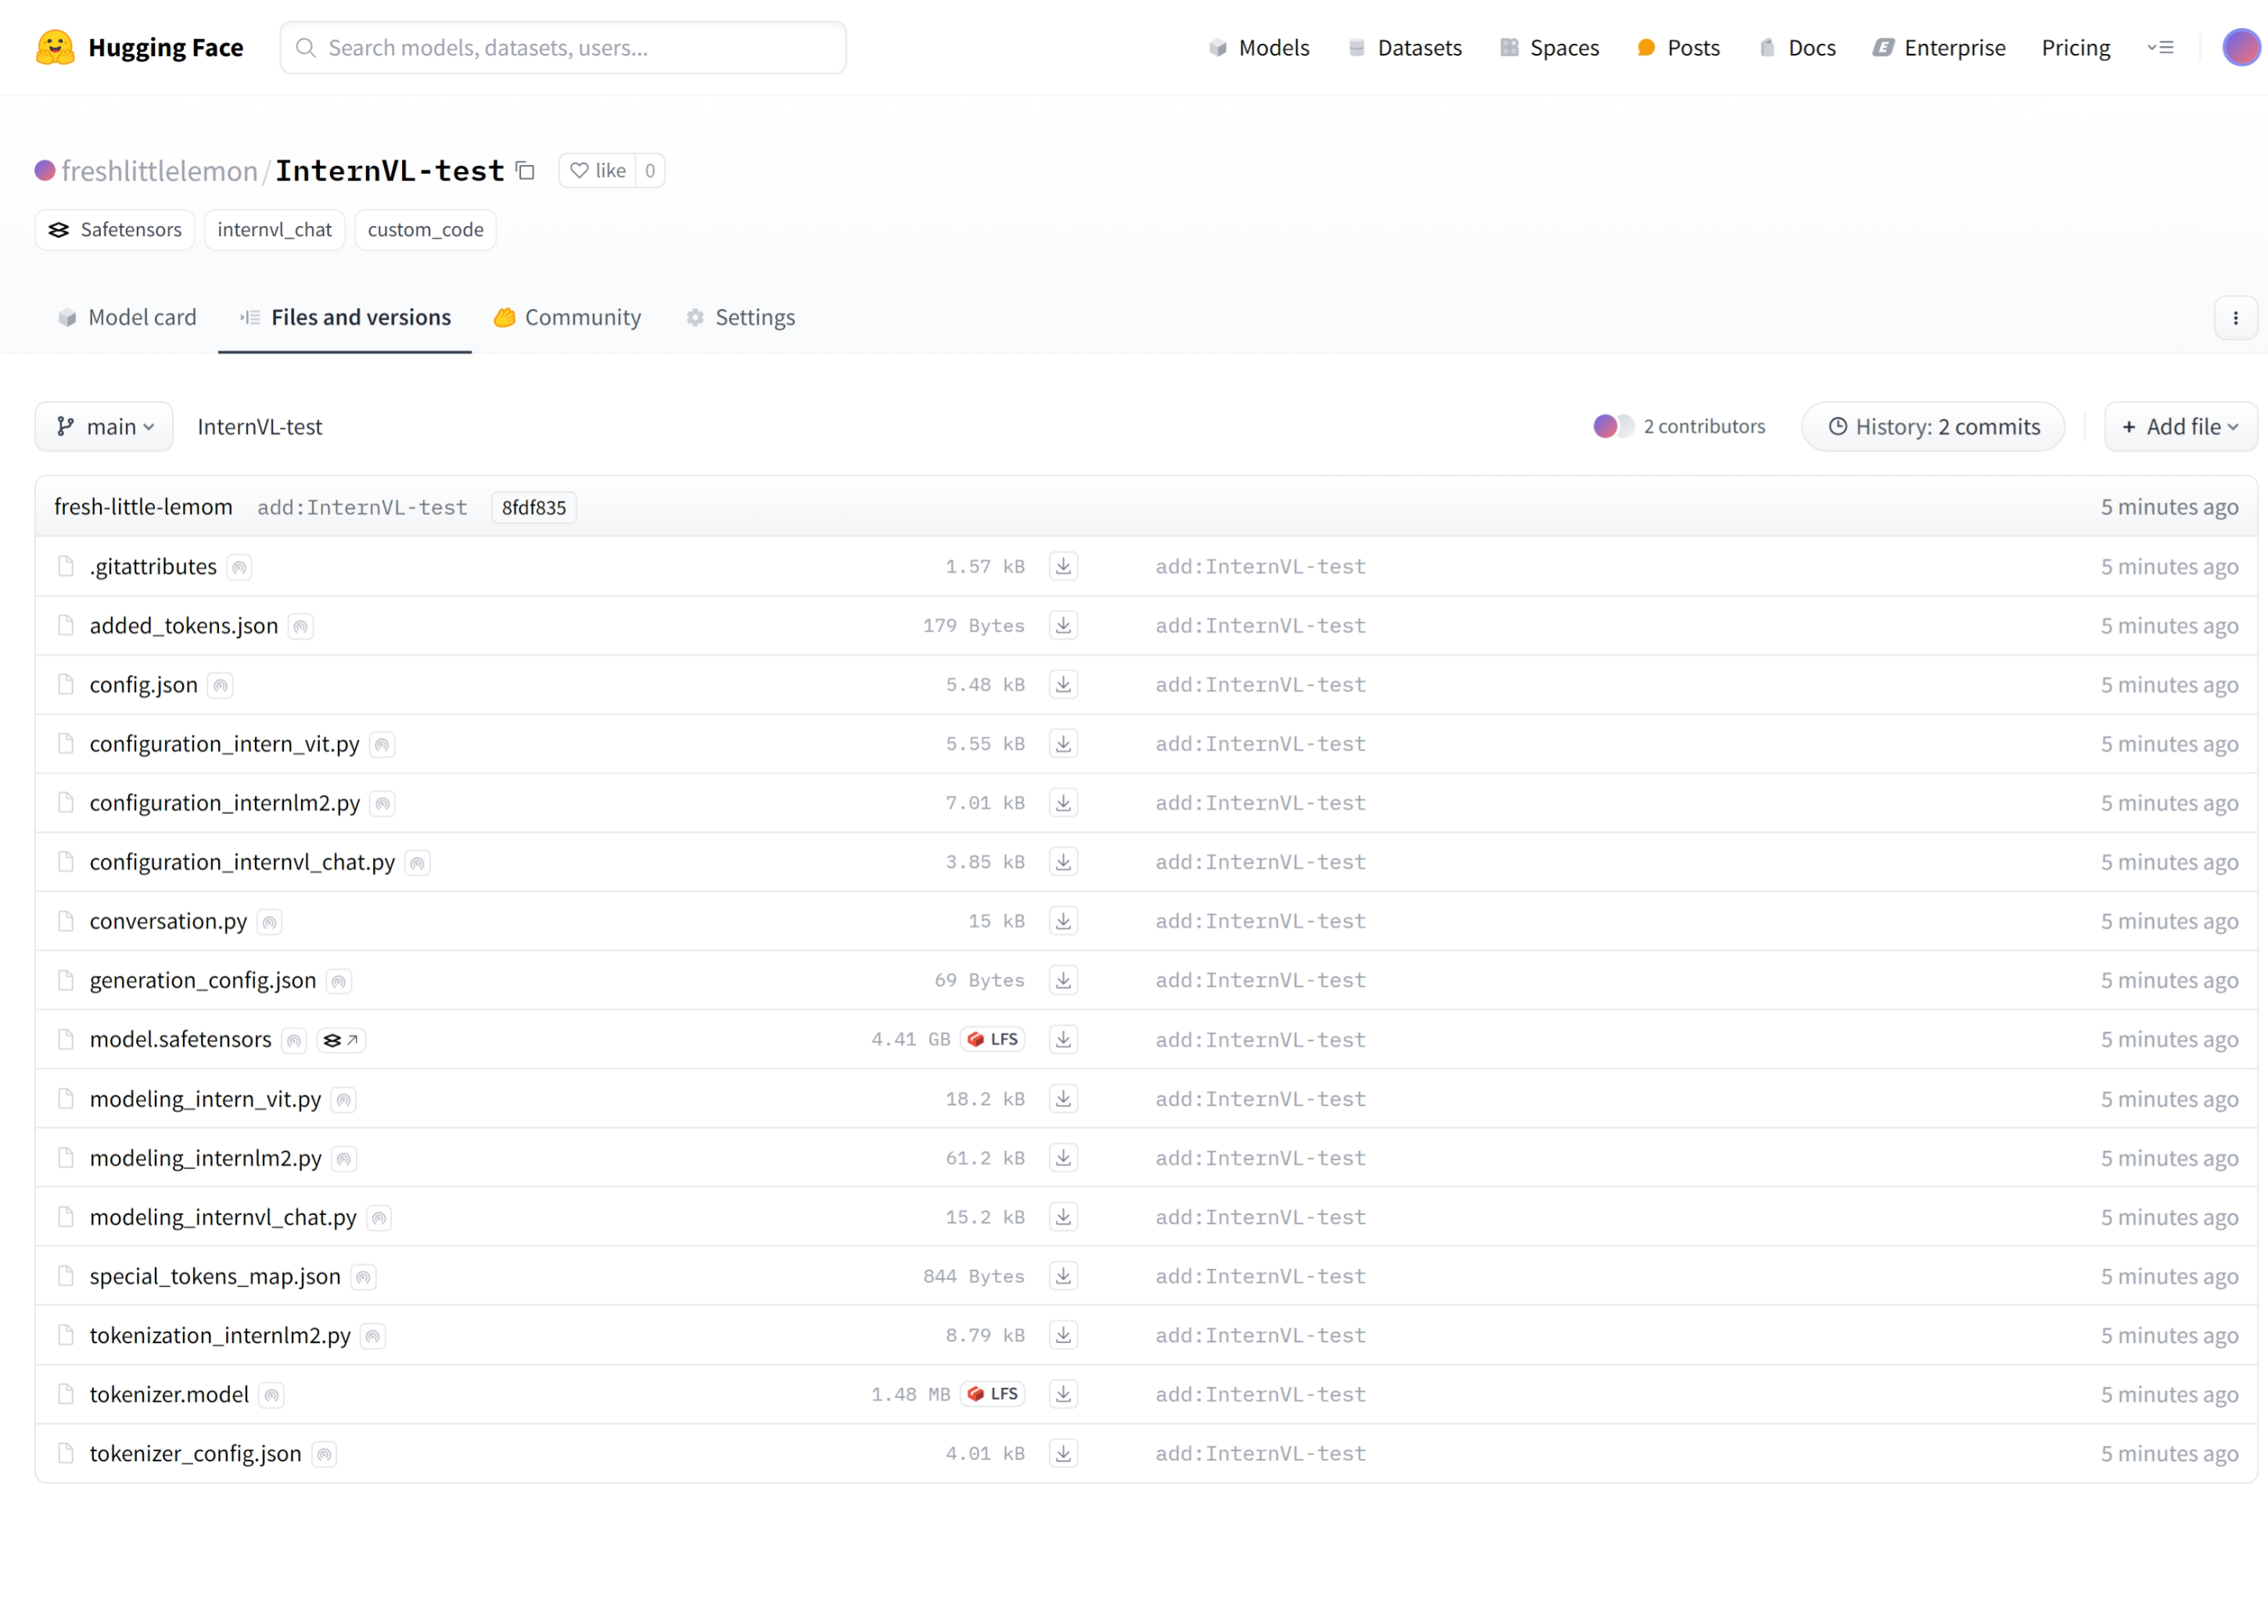 Hugging Face Search models, datasets, users... Models Datasets Spaces Posts Docs Enterprise Pricing
freshlittlelemon/InternVL-test like 0
Safetensors internvl_chat custom_code
Model card Files and versions Community Settings
main InternVL-test 2 contributors History: 2 commits + Add file
fresh-little-lemom add:InternVL-test 8fdf835 5 minutes ago
.gitattributes 1.57 kB add:InternVL-test 5 minutes ago
added_tokens.json 179 Bytes add:InternVL-test 5 minutes ago
config.json 5.48 kB add:InternVL-test 5 minutes ago
configuration_intern_vit.py 5.55 kB add:InternVL-test 5 minutes ago
configuration_internlm2.py 7.01 kB add:InternVL-test 5 minutes ago
configuration_internvl_chat.py 3.85 kB add:InternVL-test 5 minutes ago
conversation.py 15 kB add:InternVL-test 5 minutes ago
generation_config.json 69 Bytes add:InternVL-test 5 minutes ago
model.safetensors 4.41 GB LFS add:InternVL-test 5 minutes ago
modeling_intern_vit.py 18.2 kB add:InternVL-test 5 minutes ago
modeling_internlm2.py 61.2 kB add:InternVL-test 5 minutes ago
modeling_internvl_chat.py 15.2 kB add:InternVL-test 5 minutes ago
special_tokens_map.json 844 Bytes add:InternVL-test 5 minutes ago
tokenization_internlm2.py 8.79 kB add:InternVL-test 5 minutes ago
tokenizer.model 1.48 MB LFS add:InternVL-test 5 minutes ago
tokenizer_config.json 4.01 kB add:InternVL-test 5 minutes ago